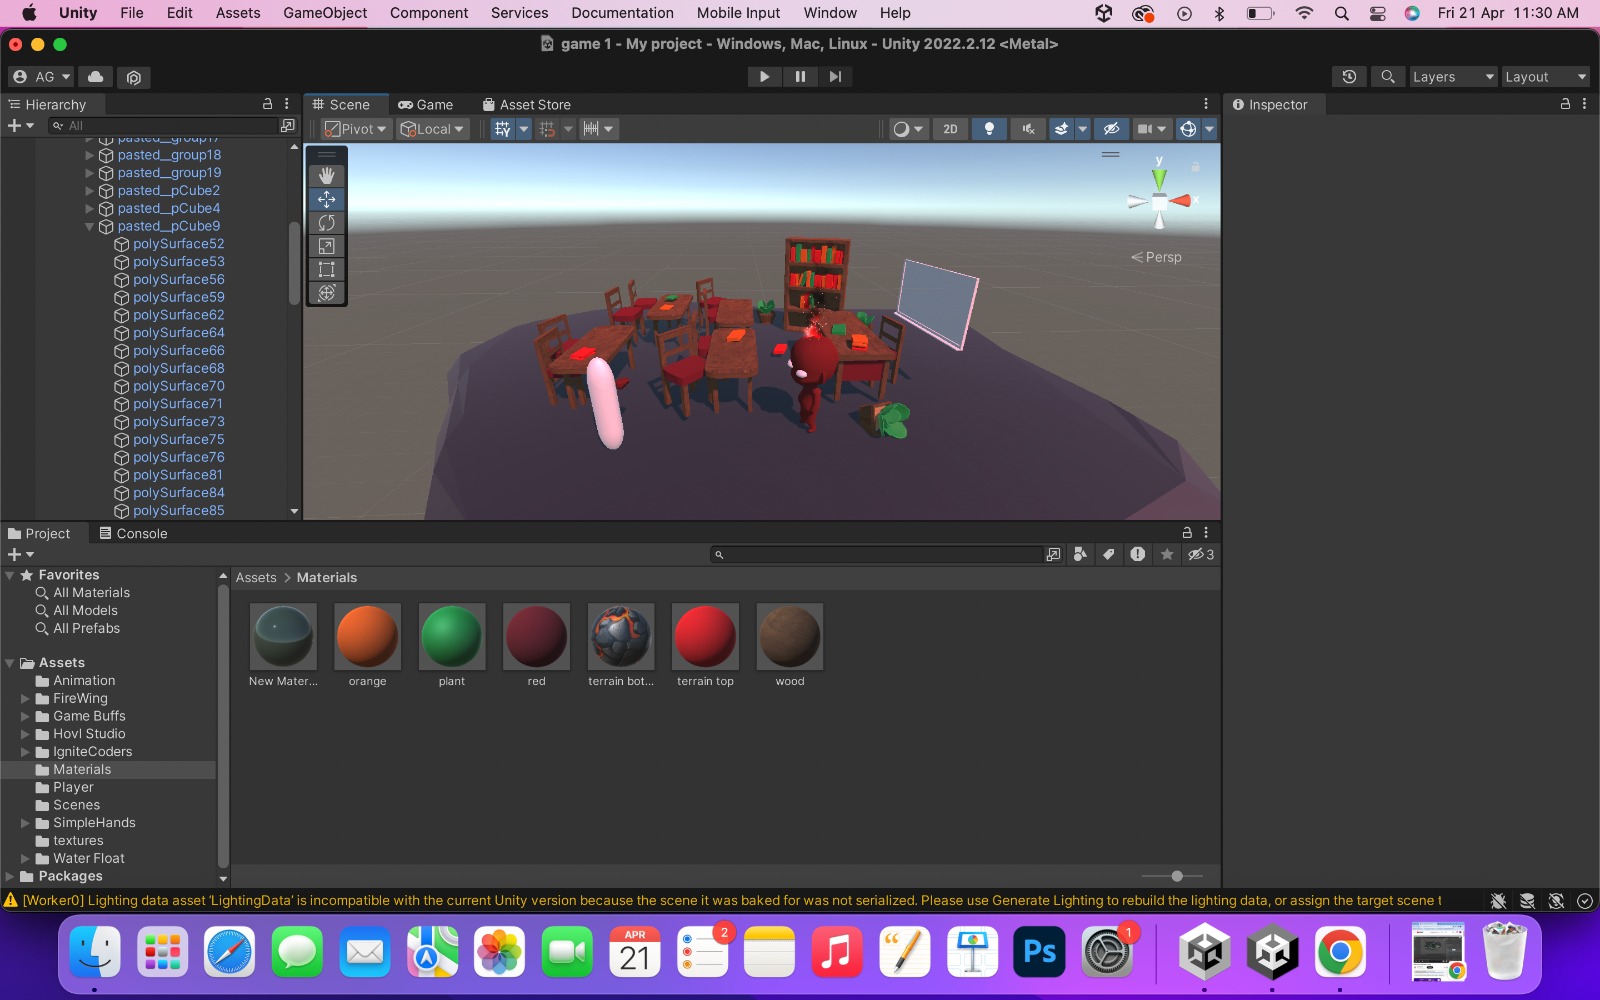 Unity File Edit Assets GameObject Component Services Documentation Mobile Input Window Help Fri 21 Apr 11:30 AM
game 1 - My project - Windows, Mac, Linux - Unity 2022.2.12 <Metal>
AG Layers Layout
Hierarchy Scene Game Asset Store Inspector
All Pivot Local 2D
pasted__group17
pasted__group18
pasted__group19
pasted__pCube2
pasted__pCube4
pasted__pCube9
polySurface52
polySurface53
polySurface56
polySurface59
polySurface62
polySurface64
polySurface66
polySurface68
polySurface70
polySurface71
polySurface73
polySurface75
polySurface76
polySurface81
polySurface84
polySurface85
y
x
Persp
Project Console
3
Favorites
All Materials
All Models
All Prefabs
Assets
Animation
FireWing
Game Buffs
Hovl Studio
IgniteCoders
Materials
Player
Scenes
SimpleHands
textures
Water Float
Packages
Assets > Materials
New Mater... orange plant red terrain bot... terrain top wood
[Worker0] Lighting data asset 'LightingData' is incompatible with the current Unity version because the scene it was baked for was not serialized. Please use Generate Lighting to rebuild the lighting data, or assign the target scene t
APR
21
2
Ps
1